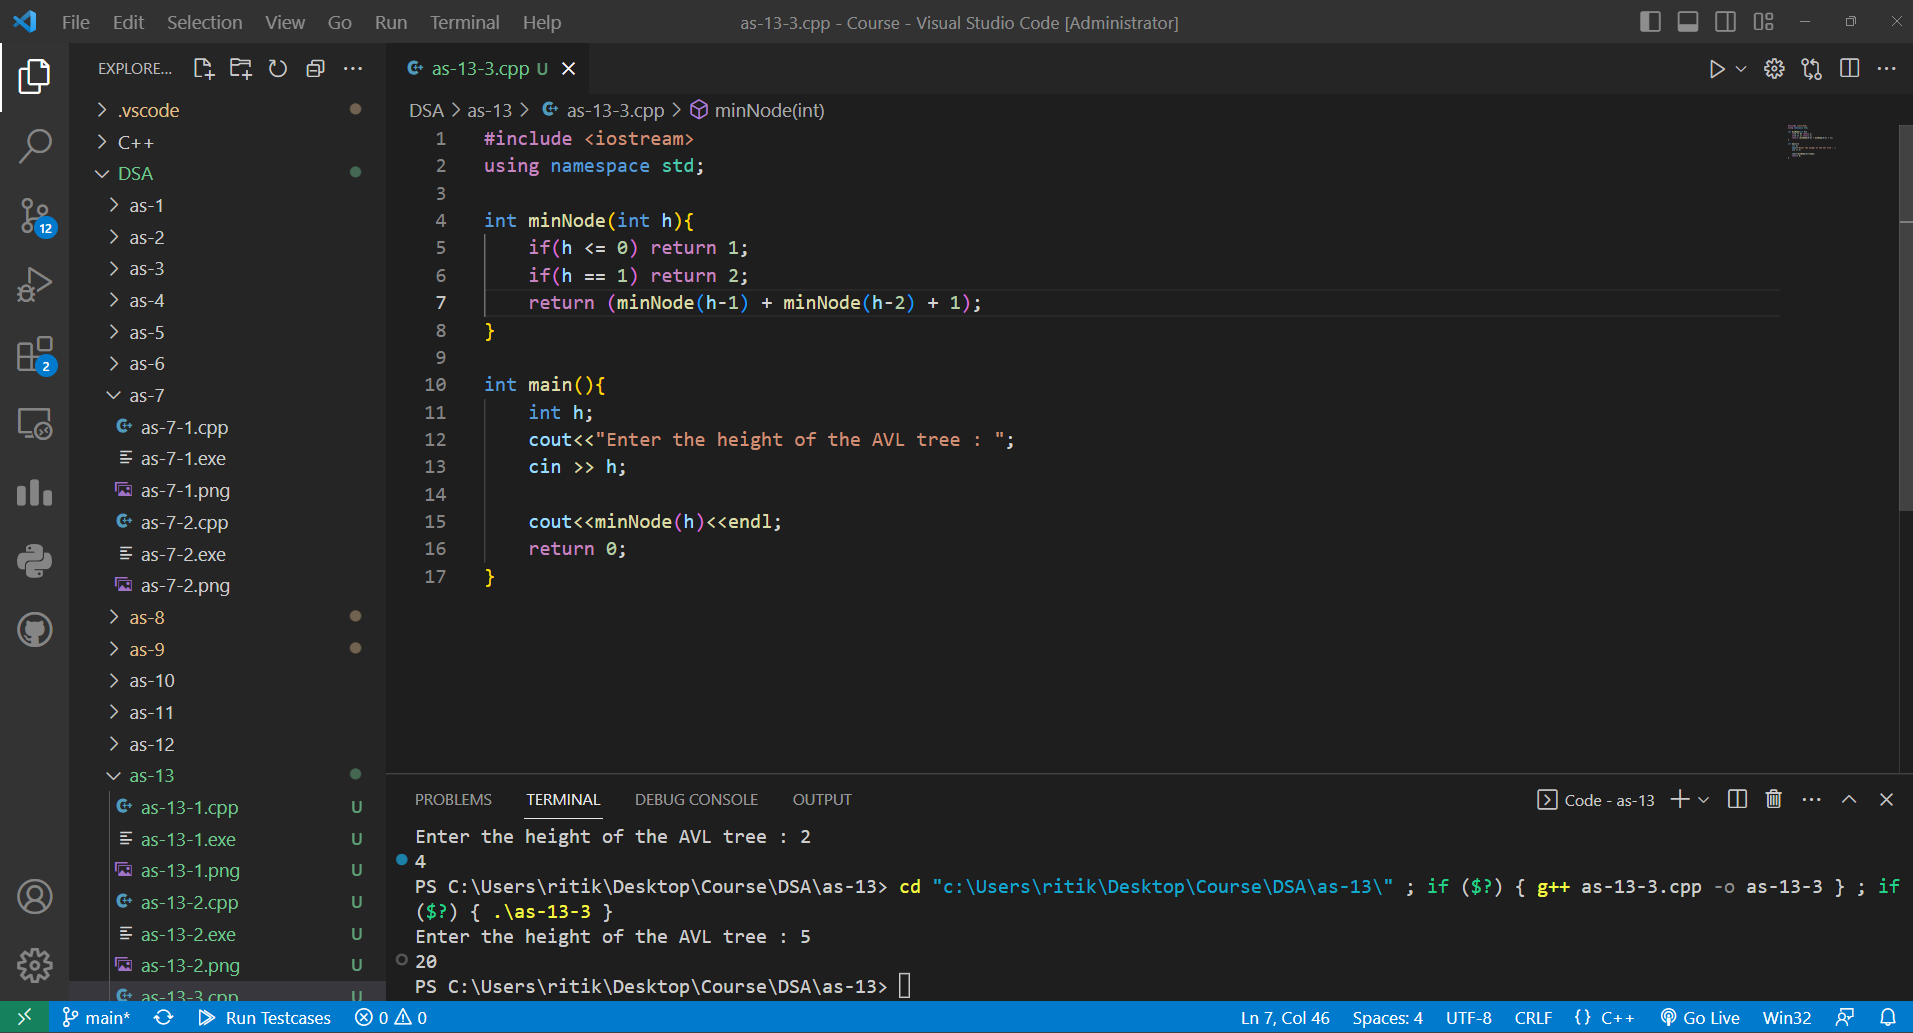 File Edit Selection View Go Run Terminal Help as-13-3.cpp - Course - Visual Studio Code [Administrator]
EXPLORE...
.vscode
C++
DSA
as-1
as-2
as-3
as-4
as-5
as-6
as-7
as-7-1.cpp
as-7-1.exe
as-7-1.png
as-7-2.cpp
as-7-2.exe
as-7-2.png
as-8
as-9
as-10
as-11
as-12
as-13
as-13-1.cpp U
as-13-1.exe U
as-13-1.png U
as-13-2.cpp U
as-13-2.exe U
as-13-2.png U
as-13-3.cpp U
12
2
as-13-3.cpp U
DSA > as-13 > as-13-3.cpp > minNode(int)
1 #include <iostream>
2 using namespace std;
3
4 int minNode(int h){
5 if(h <= 0) return 1;
6 if(h == 1) return 2;
7 return (minNode(h-1) + minNode(h-2) + 1);
8 }
9
10 int main(){
11 int h;
12 cout<<"Enter the height of the AVL tree : ";
13 cin >> h;
14
15 cout<<minNode(h)<<endl;
16 return 0;
17 }
PROBLEMS TERMINAL DEBUG CONSOLE OUTPUT Code - as-13
Enter the height of the AVL tree : 2
4
PS C:\Users\ritik\Desktop\Course\DSA\as-13> cd "c:\Users\ritik\Desktop\Course\DSA\as-13\" ; if ($?) { g++ as-13-3.cpp -o as-13-3 } ; if
($?) { .\as-13-3 }
Enter the height of the AVL tree : 5
20
PS C:\Users\ritik\Desktop\Course\DSA\as-13>
main* Run Testcases 0 0 Ln 7, Col 46 Spaces: 4 UTF-8 CRLF {} C++ Go Live Win32